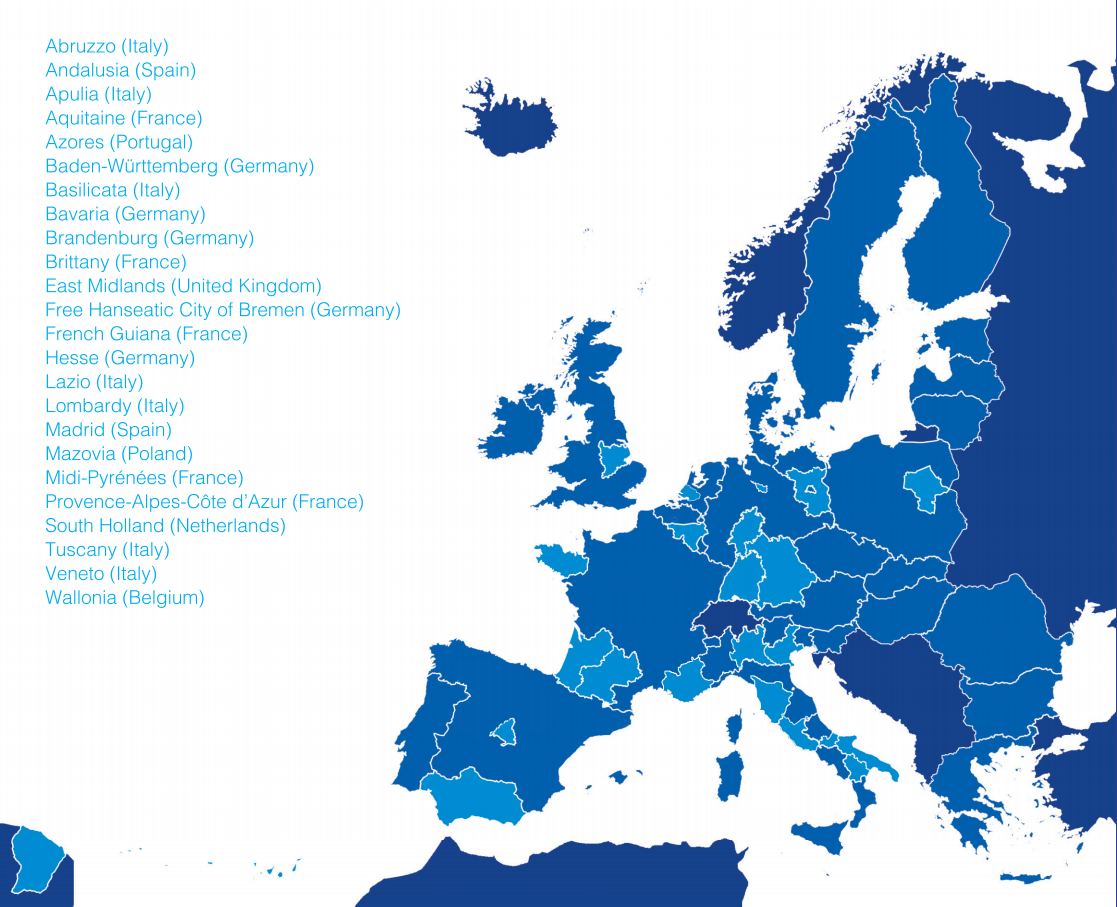 Abruzzo (Italy)
Andalusia (Spain)
Apulia (Italy)
Aquitaine (France)
Azores (Portugal)
Baden-Württemberg (Germany)
Basilicata (Italy)
Bavaria (Germany)
Brandenburg (Germany)
Brittany (France)
East Midlands (United Kingdom)
Free Hanseatic City of Bremen (Germany)
French Guiana (France)
Hesse (Germany)
Lazio (Italy)
Lombardy (Italy)
Madrid (Spain)
Mazovia (Poland)
Midi-Pyrénées (France)
Provence-Alpes-Côte d’Azur (France)
South Holland (Netherlands)
Tuscany (Italy)
Veneto (Italy)
Wallonia (Belgium)